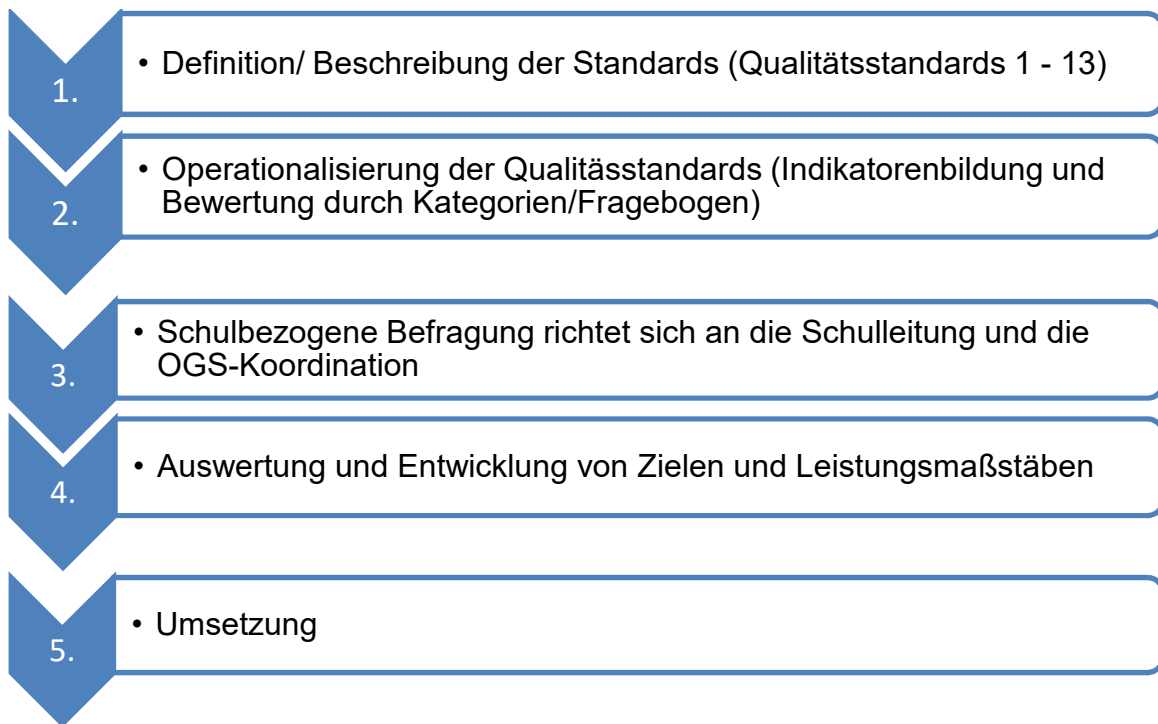 1.
• Definition/ Beschreibung der Standards (Qualitätsstandards 1 - 13)
2.
• Operationalisierung der Qualitässtandards (Indikatorenbildung und
Bewertung durch Kategorien/Fragebogen)
3.
• Schulbezogene Befragung richtet sich an die Schulleitung und die
OGS-Koordination
4.
• Auswertung und Entwicklung von Zielen und Leistungsmaßstäben
5.
• Umsetzung